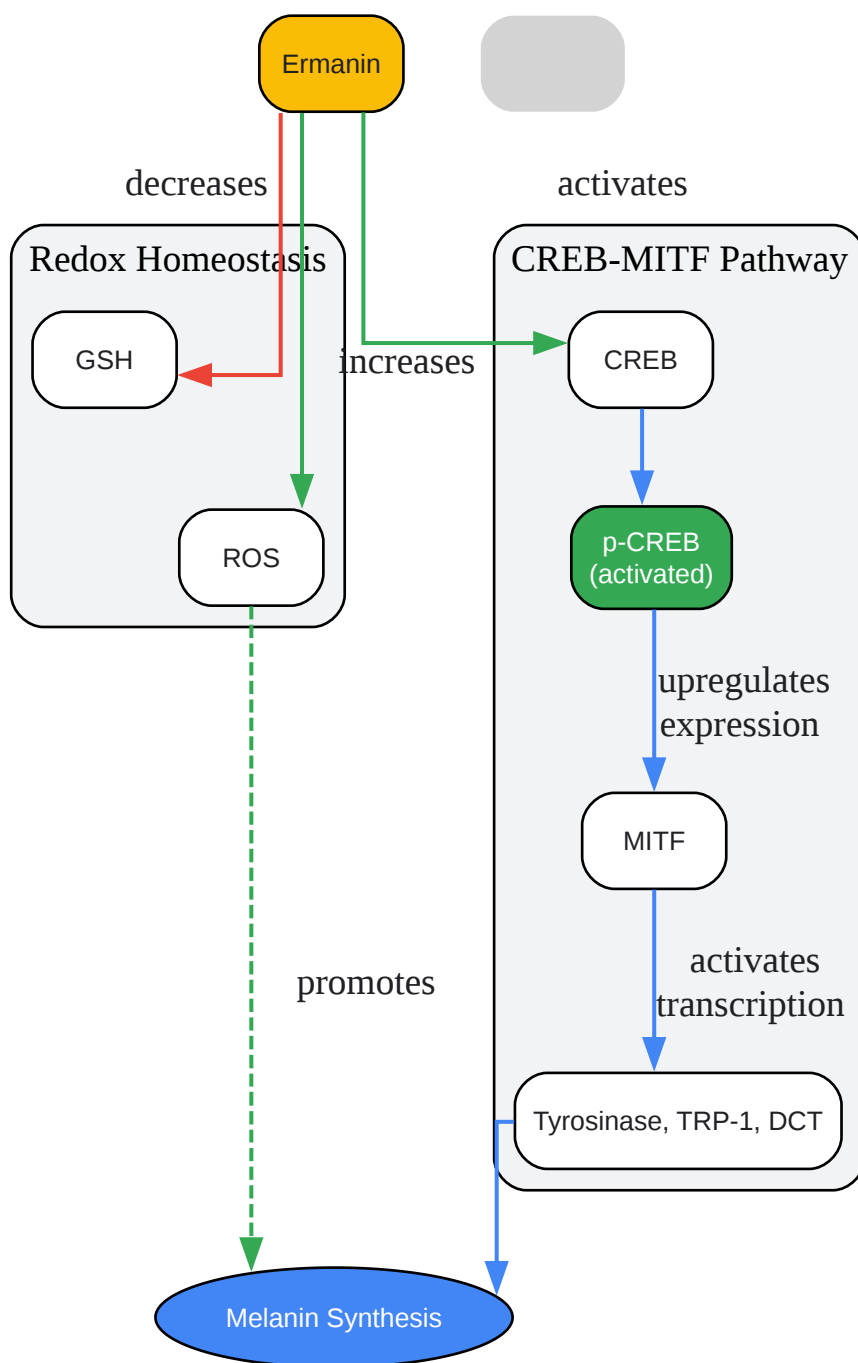 Ermanin
decreases
activates
Redox Homeostasis
CREB-MITF Pathway
GSH
increases
CREB
ROS
p-CREB
(activated)
upregulates
expression
MITF
promotes
activates
transcription
Tyrosinase, TRP-1, DCT
Melanin Synthesis